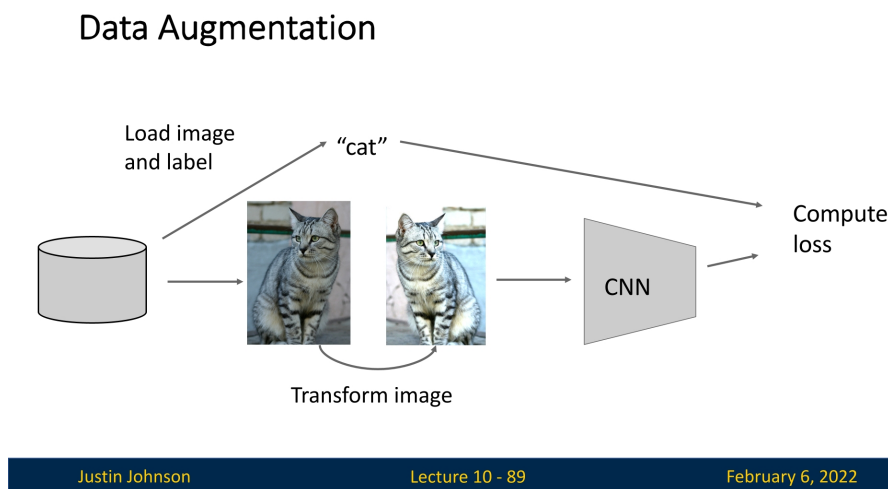 Data Augmentation
Load image
and label
“cat”
Compute
loss
CNN
Transform image
Justin Johnson
Lecture 10 - 89
February 6, 2022